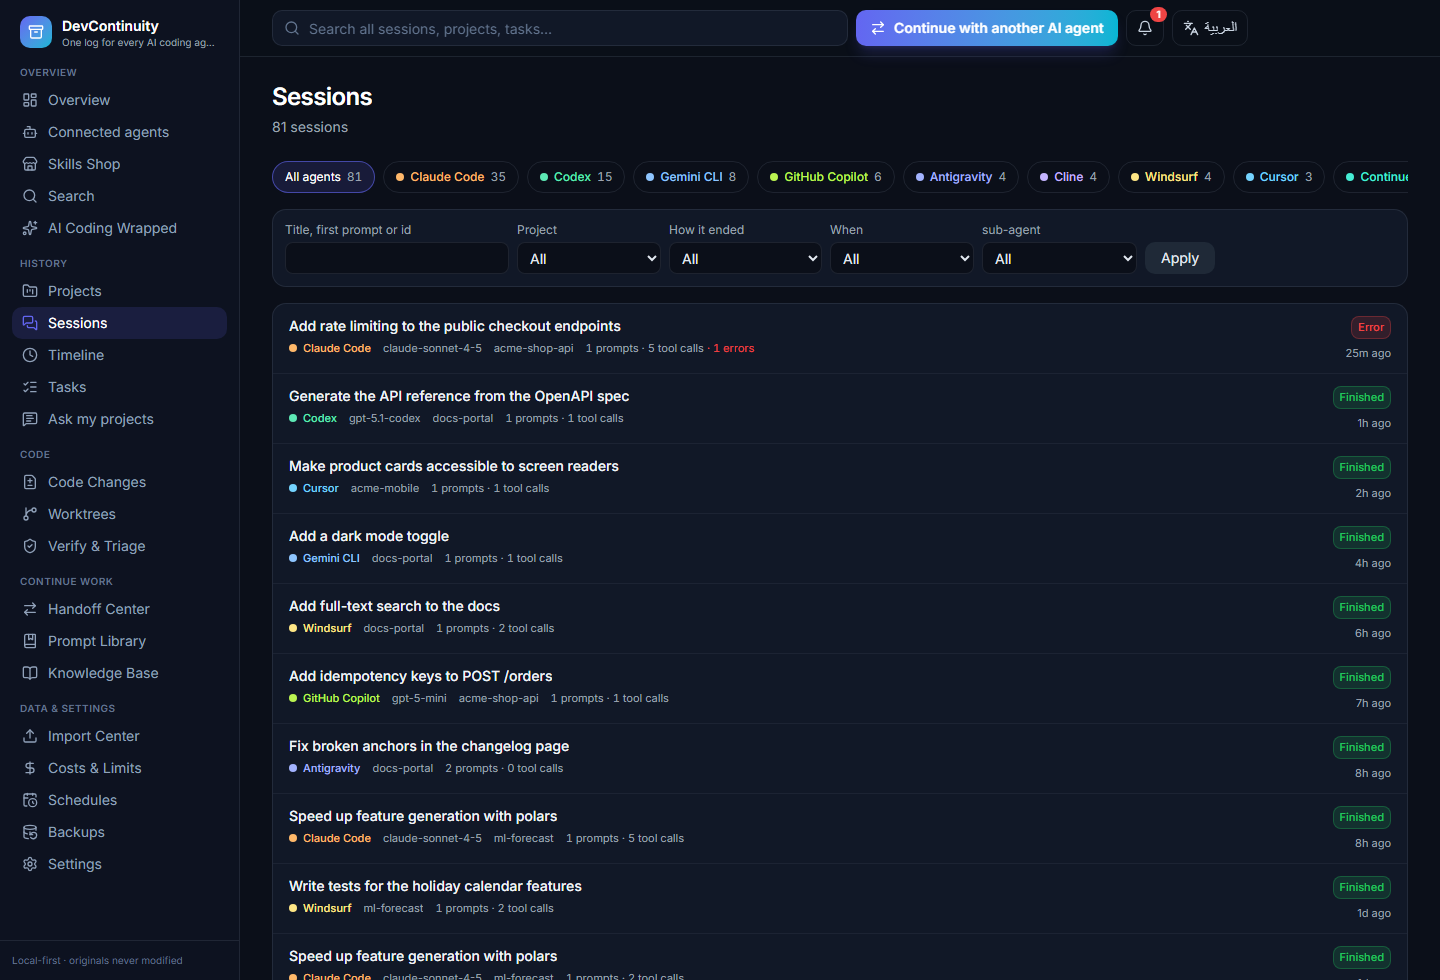 DevContinuity
One log for every AI coding ag...
OVERVIEW
Overview
Connected agents
Skills Shop
Search
AI Coding Wrapped
HISTORY
Projects
Sessions
Timeline
Tasks
Ask my projects
CODE
Code Changes
Worktrees
Verify & Triage
CONTINUE WORK
Handoff Center
Prompt Library
Knowledge Base
DATA & SETTINGS
Import Center
Costs & Limits
Schedules
Backups
Settings
Local-first · originals never modified
Search all sessions, projects, tasks...
Continue with another AI agent
1
العربية
Sessions
81 sessions
All agents 81
Claude Code 35
Codex 15
Gemini CLI 8
GitHub Copilot 6
Antigravity 4
Cline 4
Windsurf 4
Cursor 3
Continue
Title, first prompt or id
Project
How it ended
When
sub-agent
All
All
All
All
Apply
Add rate limiting to the public checkout endpoints
Error
Claude Code claude-sonnet-4-5 acme-shop-api 1 prompts · 5 tool calls · 1 errors
25m ago
Generate the API reference from the OpenAPI spec
Finished
Codex gpt-5.1-codex docs-portal 1 prompts · 1 tool calls
1h ago
Make product cards accessible to screen readers
Finished
Cursor acme-mobile 1 prompts · 1 tool calls
2h ago
Add a dark mode toggle
Finished
Gemini CLI docs-portal 1 prompts · 1 tool calls
4h ago
Add full-text search to the docs
Finished
Windsurf docs-portal 1 prompts · 2 tool calls
6h ago
Add idempotency keys to POST /orders
Finished
GitHub Copilot gpt-5-mini acme-shop-api 1 prompts · 1 tool calls
7h ago
Fix broken anchors in the changelog page
Finished
Antigravity docs-portal 2 prompts · 0 tool calls
8h ago
Speed up feature generation with polars
Finished
Claude Code claude-sonnet-4-5 ml-forecast 1 prompts · 5 tool calls
8h ago
Write tests for the holiday calendar features
Finished
Windsurf ml-forecast 1 prompts · 2 tool calls
1d ago
Speed up feature generation with polars
Finished
Claude Code claude-sonnet-4-5 ml-forecast 1 prompts · 2 tool calls